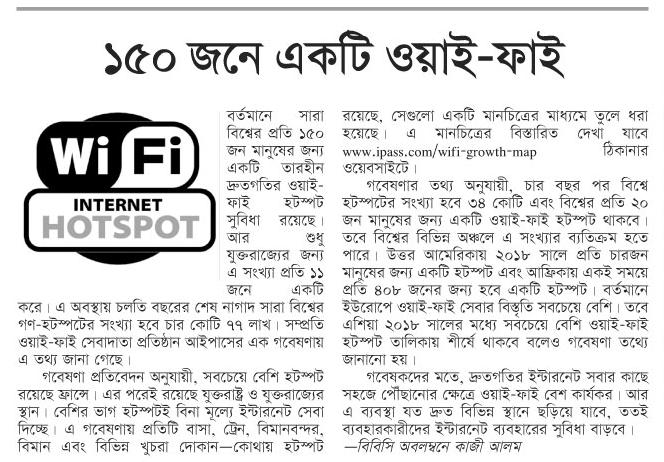 ১৫০ জনে একটি ওয়াই-ফাই
Wi Fi
INTERNET
HOTSPOT
বর্তমানে সারা
বিশ্বের প্রতি ১৫০
জন মানুষের জন্য
একটি তারহীন
দ্রুতগতির ওয়াই-
ফাই হটস্পট
সুবিধা রয়েছে।
আর শুধু
যুক্তরাজ্যের জন্য
এ সংখ্যা প্রতি ১১
জনে একটি
করে। এ অবস্থায় চলতি বছরের শেষ নাগাদ সারা বিশ্বের
গণ-হটস্পটের সংখ্যা হবে চার কোটি ৭৭ লাখ। সম্প্রতি
ওয়াই-ফাই সেবাদাতা প্রতিষ্ঠান আইপাসের এক গবেষণায়
এ তথ্য জানা গেছে।
গবেষণা প্রতিবেদন অনুযায়ী, সবচেয়ে বেশি হটস্পট
রয়েছে ফ্রান্সে। এর পরেই রয়েছে যুক্তরাষ্ট্র ও যুক্তরাজ্যের
স্থান। বেশির ভাগ হটস্পটই বিনা মূল্যে ইন্টারনেট সেবা
দিচ্ছে। এ গবেষণায় প্রতিটি বাসা, ট্রেন, বিমানবন্দর,
বিমান এবং বিভিন্ন খুচরা দোকান—কোথায় হটস্পট
রয়েছে, সেগুলো একটি মানচিত্রের মাধ্যমে তুলে ধরা
হয়েছে। এ মানচিত্রের বিস্তারিত দেখা যাবে
www.ipass.com/wifi-growth-map ঠিকানার
ওয়েবসাইটে।
গবেষণার তথ্য অনুযায়ী, চার বছর পর বিশ্বে
হটস্পটের সংখ্যা হবে ৩৪ কোটি এবং বিশ্বের প্রতি ২০
জন মানুষের জন্য একটি ওয়াই-ফাই হটস্পট থাকবে।
তবে বিশ্বের বিভিন্ন অঞ্চলে এ সংখ্যার ব্যতিক্রম হতে
পারে। উত্তর আমেরিকায় ২০১৮ সালে প্রতি চারজন
মানুষের জন্য একটি হটস্পট এবং আফ্রিকায় একই সময়ে
প্রতি ৪০৮ জনের জন্য হবে একটি হটস্পট। বর্তমানে
ইউরোপে ওয়াই-ফাই সেবার বিস্তৃতি সবচেয়ে বেশি। তবে
এশিয়া ২০১৮ সালের মধ্যে সবচেয়ে বেশি ওয়াই-ফাই
হটস্পট তালিকায় শীর্ষে থাকবে বলেও গবেষণা তথ্যে
জানানো হয়।
গবেষকদের মতে, দ্রুতগতির ইন্টারনেট সবার কাছে
সহজে পৌঁছানোর ক্ষেত্রে ওয়াই-ফাই বেশ কার্যকর। আর
এ ব্যবস্থা যত দ্রুত বিভিন্ন স্থানে ছড়িয়ে যাবে, ততই
ব্যবহারকারীদের ইন্টারনেট ব্যবহারের সুবিধা বাড়বে।
—বিবিসি অবলম্বনে কাজী আলম